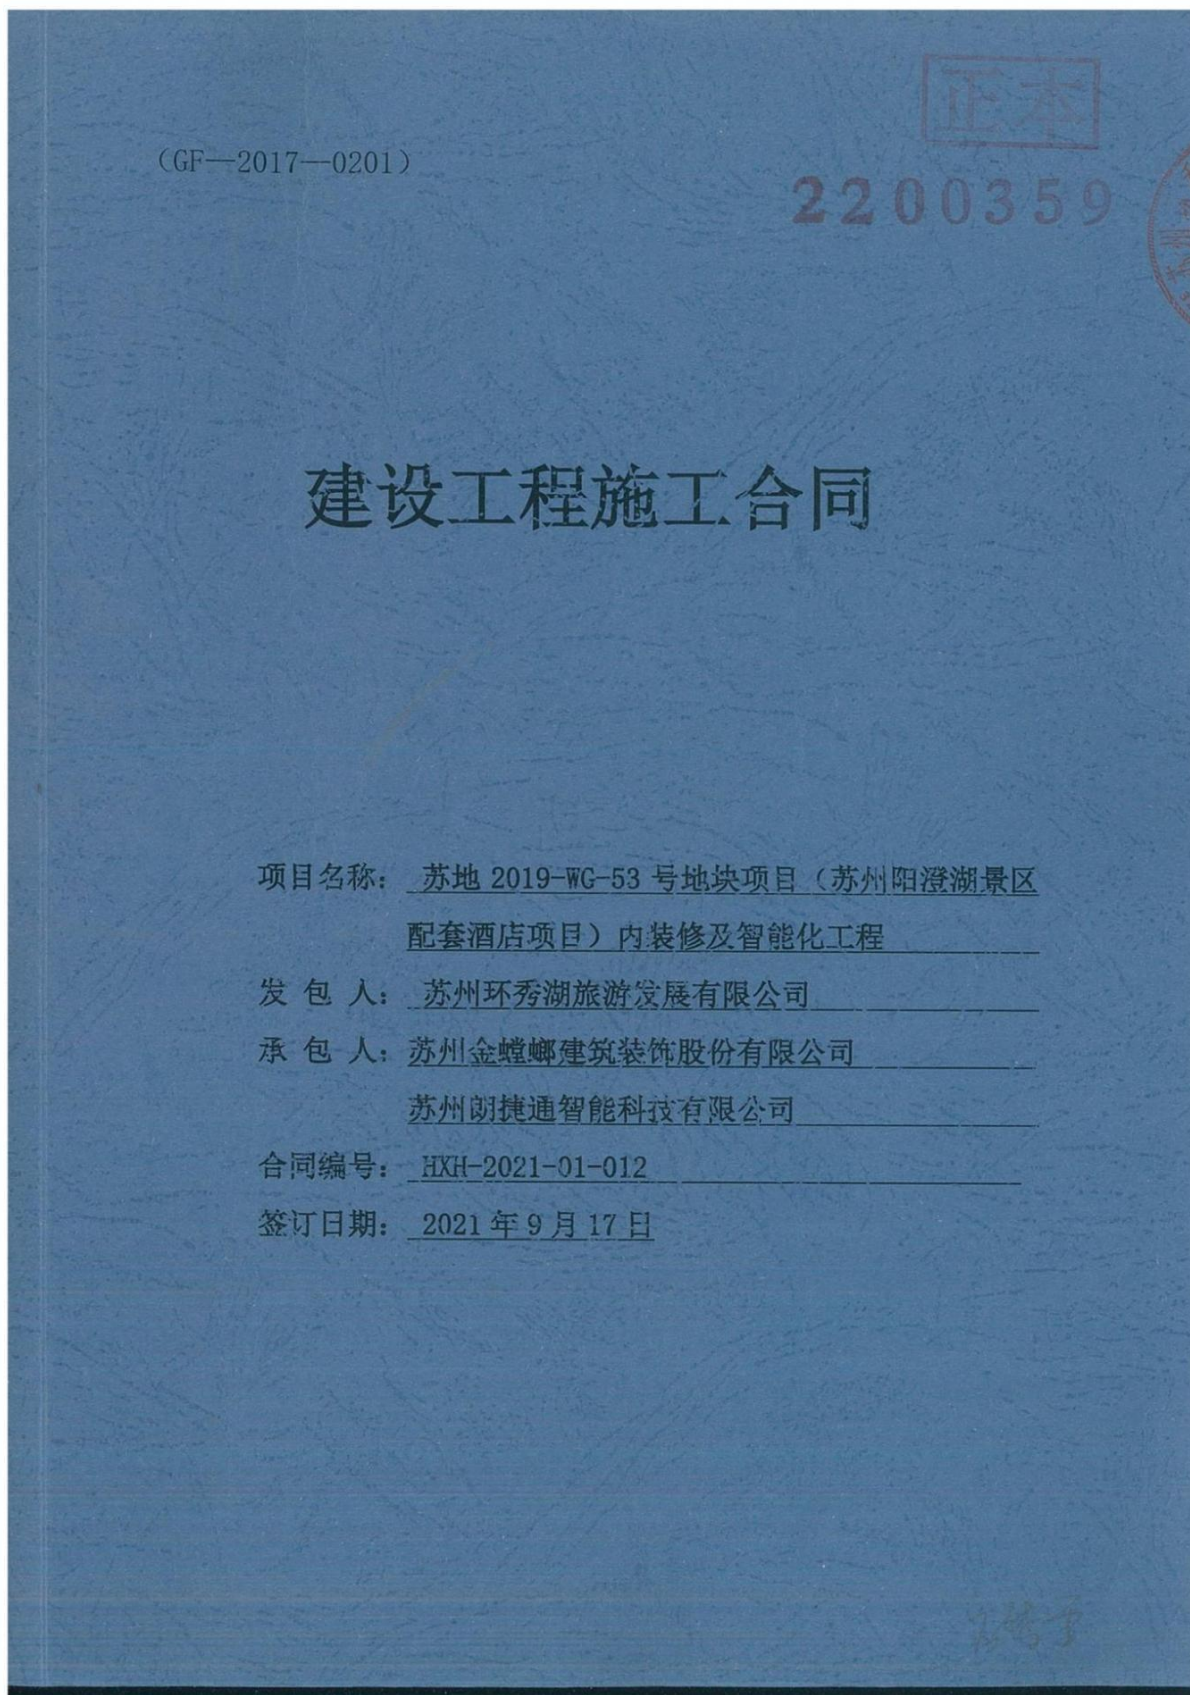 正本
（GF—2017—0201）
2200359
建设工程施工合同
项目名称： 苏地 2019-WG-53 号地块项目（苏州阳澄湖景区
配套酒店项目）内装修及智能化工程
发 包 人： 苏州环秀湖旅游发展有限公司
承 包 人： 苏州金螳螂建筑装饰股份有限公司
苏州朗捷通智能科技有限公司
合同编号： HXH-2021-01-012
签订日期： 2021 年 9 月 17 日